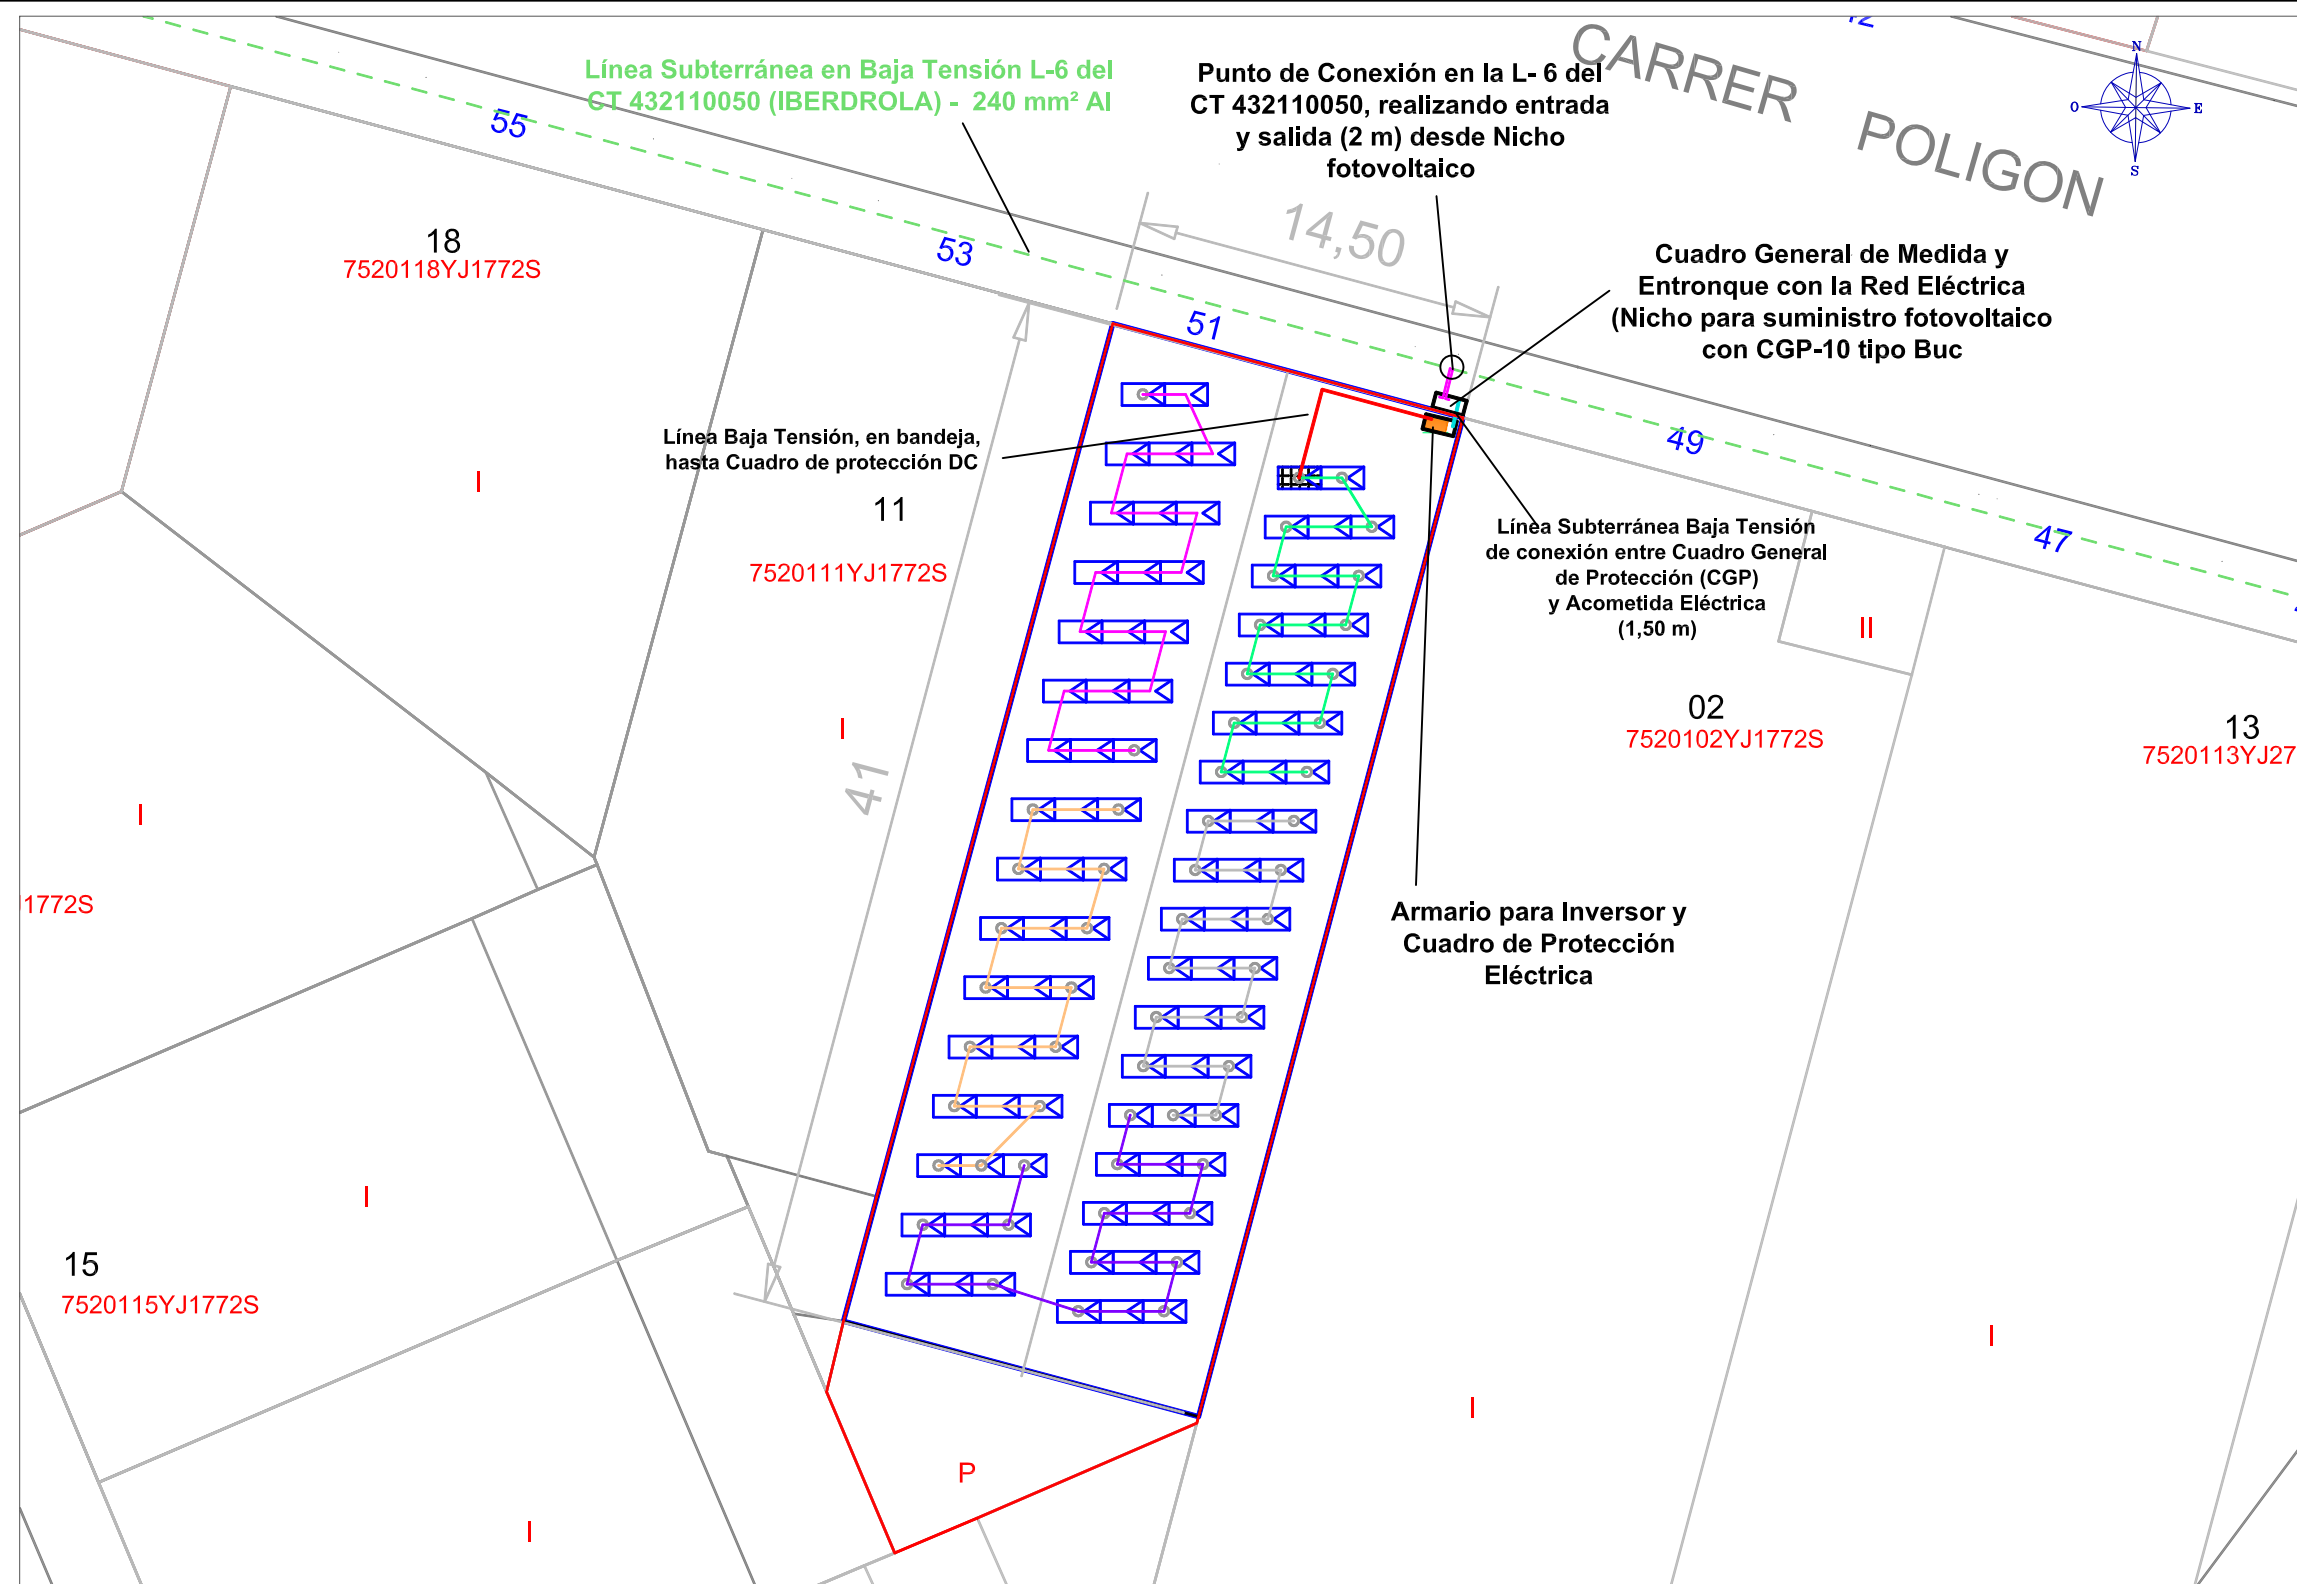 CARRER POLIGON
Línea Subterránea en Baja Tensión L-6 del
CT 432110050 (IBERDROLA) - 240 mm² Al
Punto de Conexión en la L- 6 del
CT 432110050, realizando entrada
y salida (2 m) desde Nicho
fotovoltaico
N
O
E
S
55
53
14,50
51
Cuadro General de Medida y
Entronque con la Red Eléctrica
(Nicho para suministro fotovoltaico
con CGP-10 tipo Buc
18
7520118YJ1772S
Línea Baja Tensión, en bandeja,
hasta Cuadro de protección DC
49
47
I
11
7520111YJ1772S
Línea Subterránea Baja Tensión
de conexión entre Cuadro General
de Protección (CGP)
y Acometida Eléctrica
(1,50 m)
II
02
7520102YJ1772S
13
7520113YJ27
I
41
I
1772S
Armario para Inversor y
Cuadro de Protección
Eléctrica
I
15
7520115YJ1772S
I
I
P
I